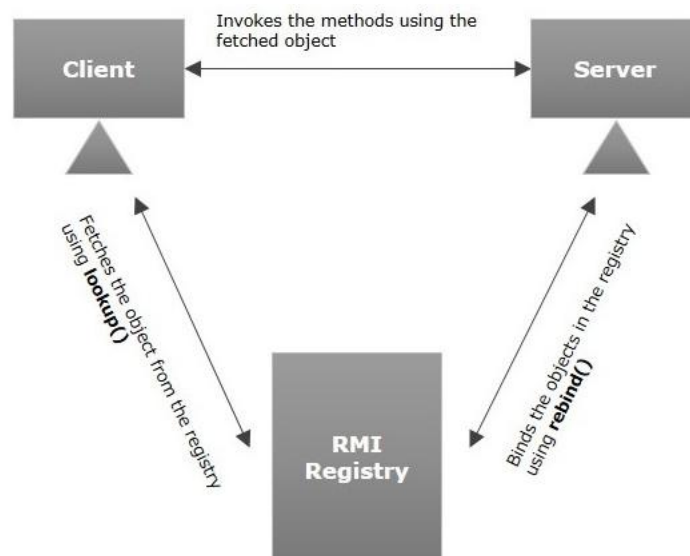 Invokes the methods using the
fetched object
Client
Server
Fetches the object from the registry
using lookup()
Binds the objects in the registry
using rebind()
RMI
Registry